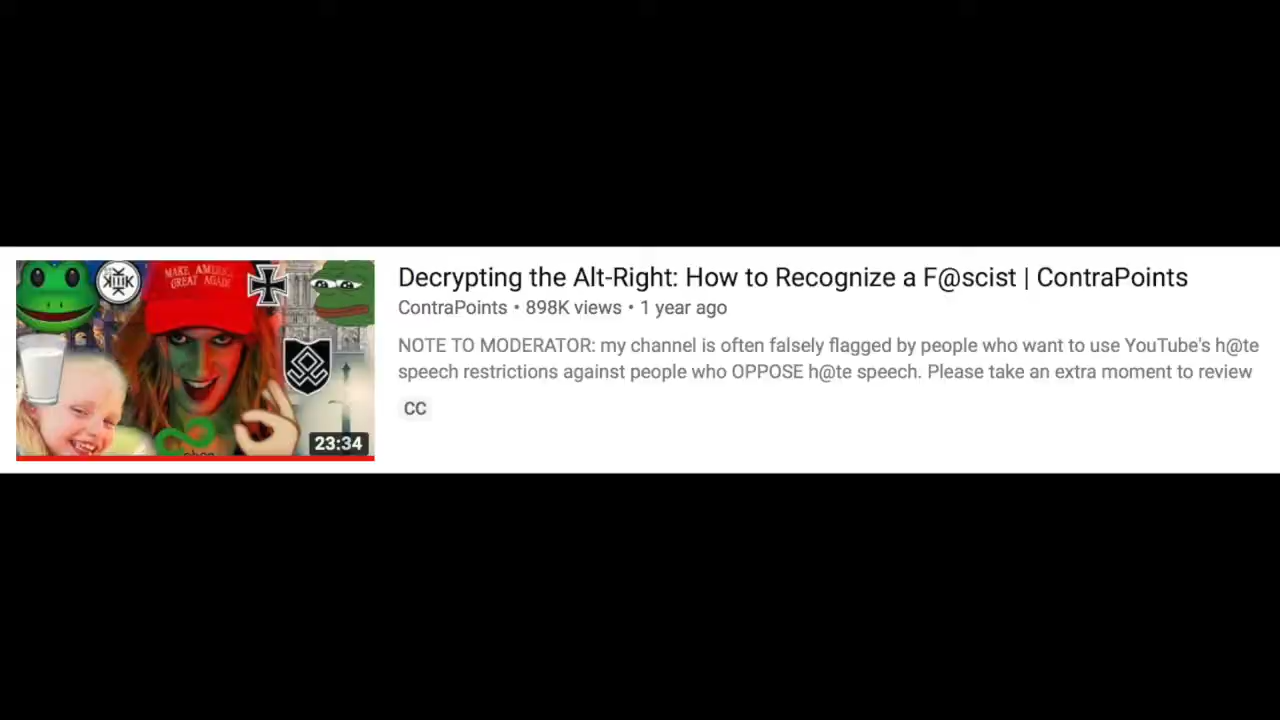 Decrypting the Alt-Right: How to Recognize a F@scist | ContraPoints
ContraPoints • 898K views • 1 year ago
NOTE TO MODERATOR: my channel is often falsely flagged by people who want to use YouTube's h@te
speech restrictions against people who OPPOSE h@te speech. Please take an extra moment to review
CC
MAKE AMERICA
GREAT AGAIN
23:34